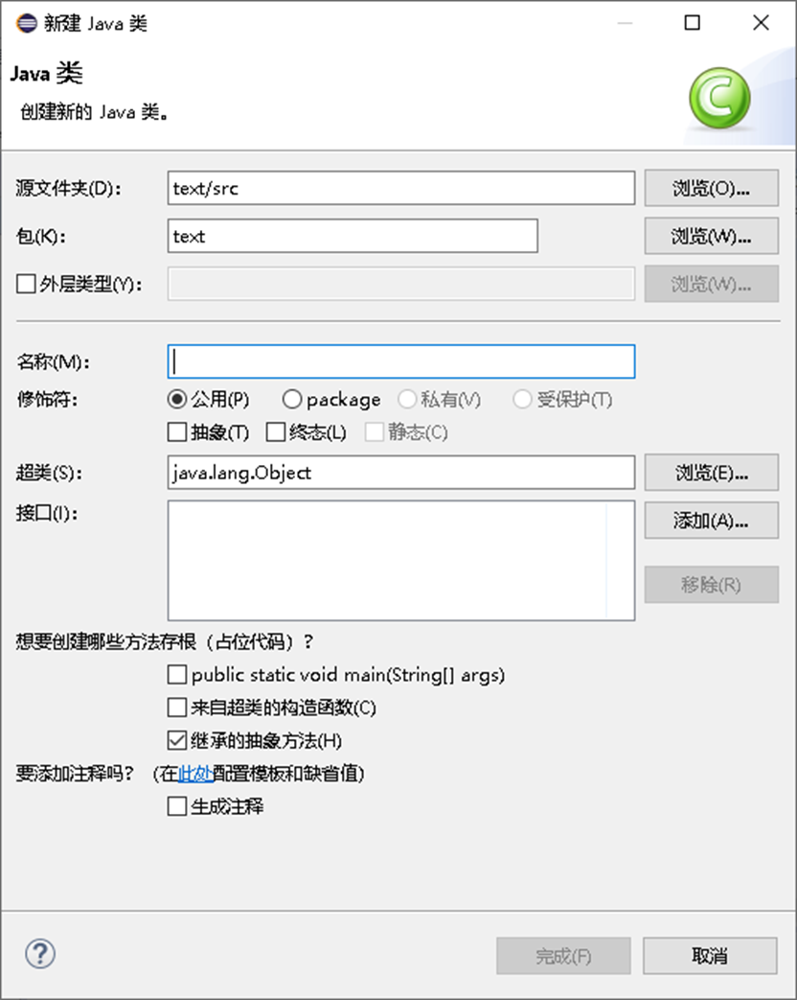 新建 Java 类
Java 类
创建新的 Java 类。
源文件夹(D): text/src 浏览(O)...
包(K): text 浏览(W)...
外层类型(Y): 浏览(W)...
名称(M):
修饰符: 公用(P) package 私有(V) 受保护(T)
抽象(T) 终态(L) 静态(C)
超类(S): java.lang.Object 浏览(E)...
接口(I): 添加(A)...
移除(R)
想要创建哪些方法存根（占位代码）？
public static void main(String[] args)
来自超类的构造函数(C)
继承的抽象方法(H)
要添加注释吗？ (在此处配置模板和缺省值)
生成注释
? 完成(F) 取消